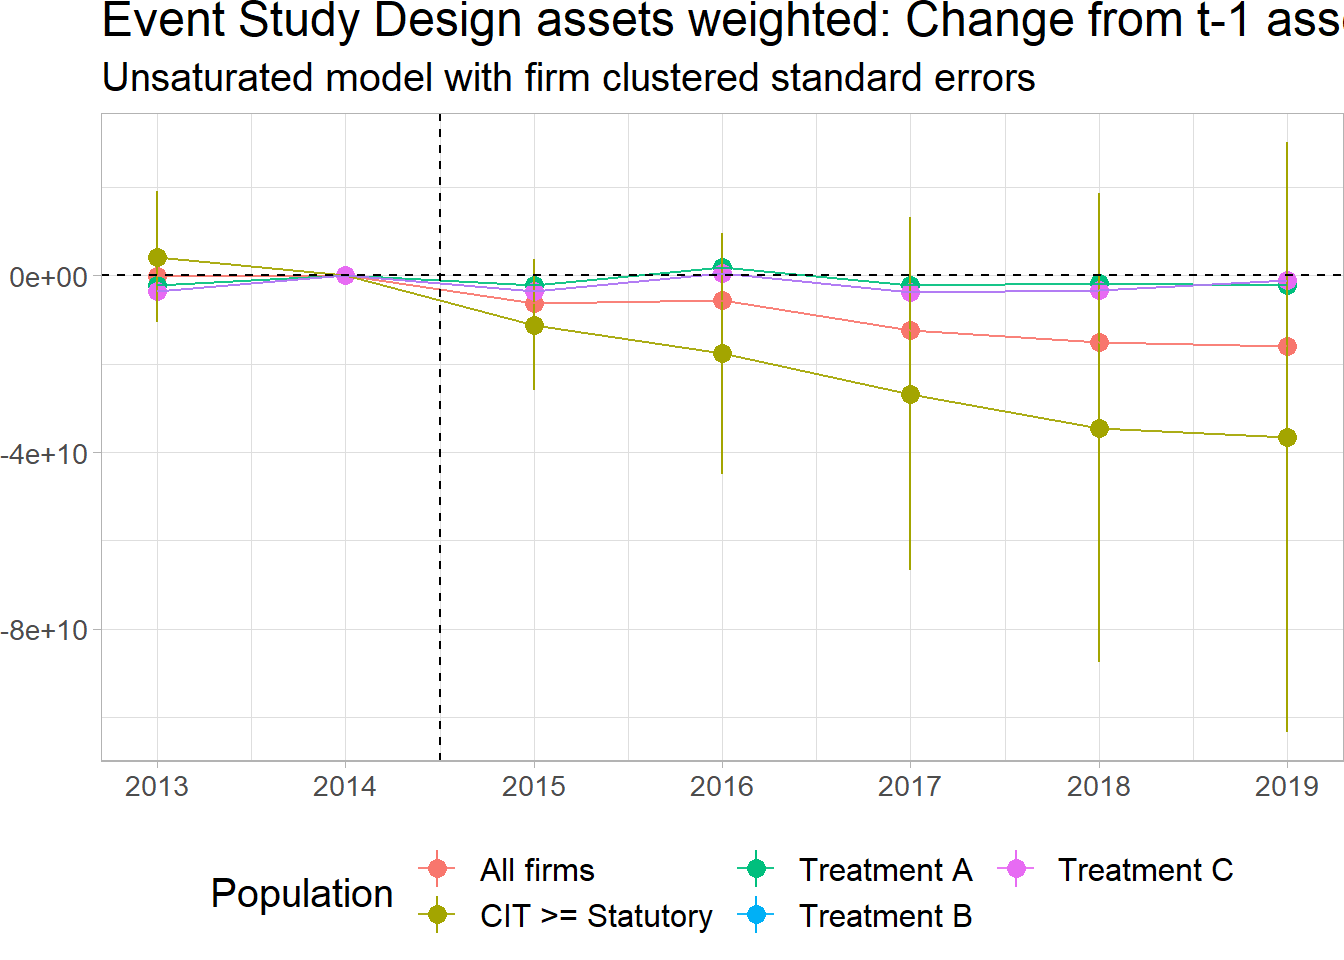 Event Study Design assets weighted: Change from t-1
Unsaturated model with firm clustered standard errors
0e+00
-4e+10
-8e+10
2013 2014 2015 2016 2017 2018 2019
Population
All firms Treatment A Treatment C
CIT >= Statutory Treatment B